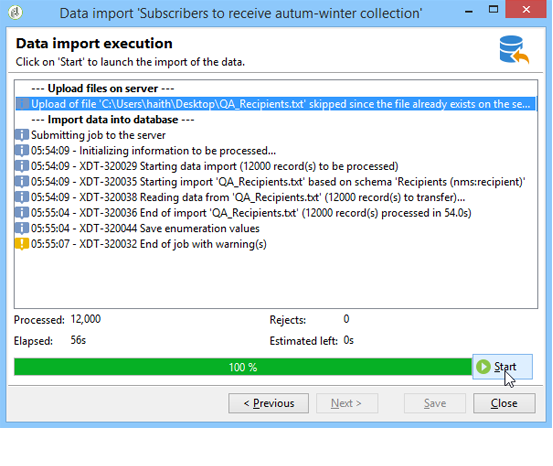 Data import 'Subscribers to receive autum-winter collection'
Data import execution
Click on 'Start' to launch the import of the data.
--- Upload files on server ---
Upload of file 'C:\Users\haith\Desktop\QA_Recipients.txt' skipped since the file already exists on the se...
--- Import data into database ---
Submitting job to the server
05:54:09 - Initializing information to be processed...
05:54:09 - XDT-320029 Starting data import (12000 record(s) to be processed)
05:54:09 - XDT-320035 Starting import 'QA_Recipients.txt' based on schema 'Recipients (nms:recipient)'
05:54:09 - XDT-320038 Reading data from 'QA_Recipients.txt' (12000 record(s) to transfer)...
05:55:04 - XDT-320036 End of import 'QA_Recipients.txt' (12000 record(s) processed in 54.0s)
05:55:04 - XDT-320044 Save enumeration values
05:55:07 - XDT-320032 End of job with warning(s)
Processed: 12,000 Rejects: 0
Elapsed: 56s Estimated left: 0s
100 % Start
< Previous Next > Save Close